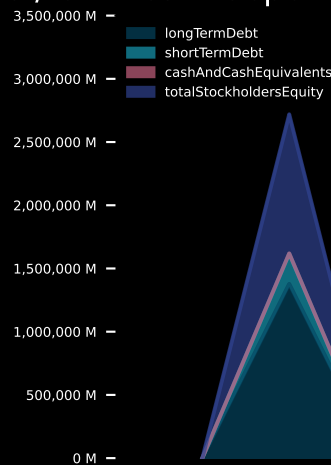 3,500,000 M
longTermDebt
shortTermDebt
3,000,000 M
cashAndCashEquivalents
totalStockholdersEquity
2,500,000 M
2,000,000 M
1,500,000 M
1,000,000 M
500,000 M
0 M